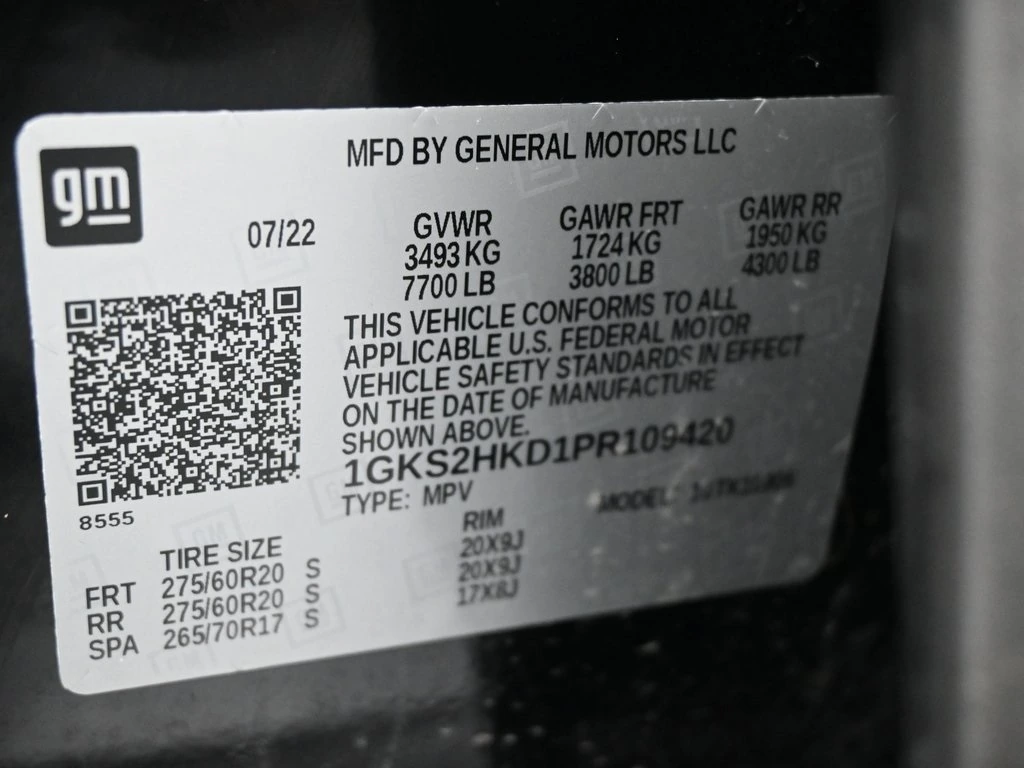 gm
MFD BY GENERAL MOTORS LLC
07/22
GVWR GAWR FRT GAWR RR
3493 KG 1724 KG 1950 KG
7700 LB 3800 LB 4300 LB
THIS VEHICLE CONFORMS TO ALL
APPLICABLE U.S. FEDERAL MOTOR
VEHICLE SAFETY STANDARDS IN EFFECT
ON THE DATE OF MANUFACTURE
SHOWN ABOVE.
1GKS2HKD1PR109420
TYPE: MPV MODEL:
8555
TIRE SIZE RIM
FRT 275/60R20 S 20X9J
RR 275/60R20 S 20X9J
SPA 265/70R17 S 17X8J